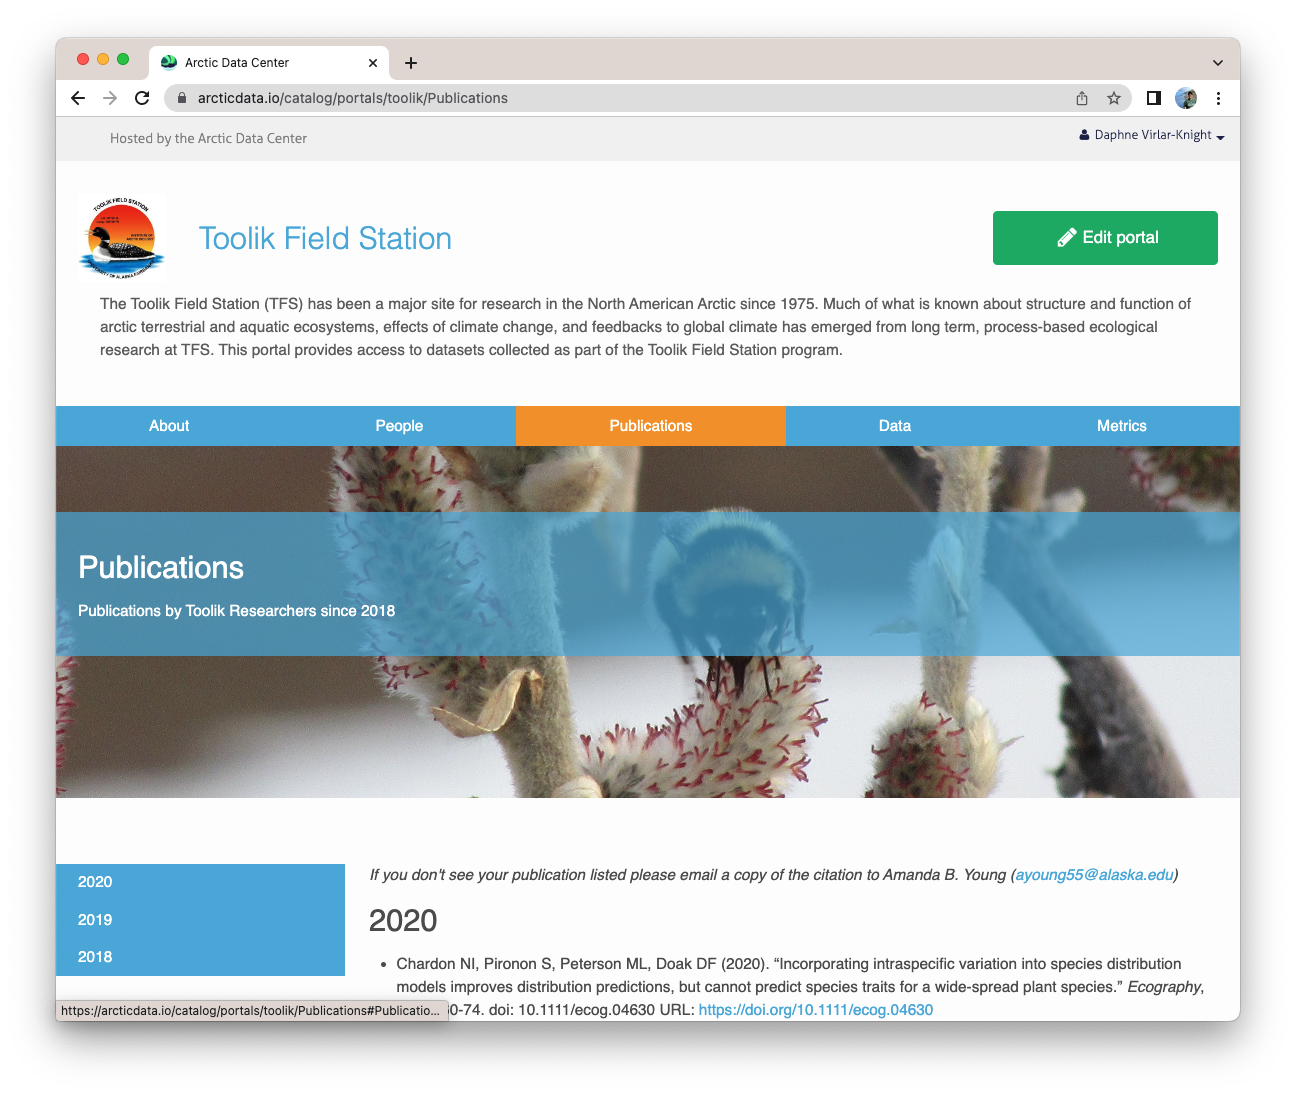 Arctic Data Center
arcticdata.io/catalog/portals/toolik/Publications
Hosted by the Arctic Data Center
Daphne Virlar-Knight
TOOLIK FIELD STATION
INSTITUTE OF
ARCTIC BIOLOGY
Toolik Field Station
Edit portal
The Toolik Field Station (TFS) has been a major site for research in the North American Arctic since 1975. Much of what is known about structure and function of
arctic terrestrial and aquatic ecosystems, effects of climate change, and feedbacks to global climate has emerged from long term, process-based ecological
research at TFS. This portal provides access to datasets collected as part of the Toolik Field Station program.
About People Publications Data Metrics
Publications
Publications by Toolik Researchers since 2018
2020
2019
2018
If you don't see your publication listed please email a copy of the citation to Amanda B. Young (ayoung55@alaska.edu)
2020
• Chardon NI, Pironon S, Peterson ML, Doak DF (2020). “Incorporating intraspecific variation into species distribution
models improves distribution predictions, but cannot predict species traits for a wide-spread plant species.” Ecography,
0-74. doi: 10.1111/ecog.04630 URL: https://doi.org/10.1111/ecog.04630
https://arcticdata.io/catalog/portals/toolik/Publications#Publicatio...